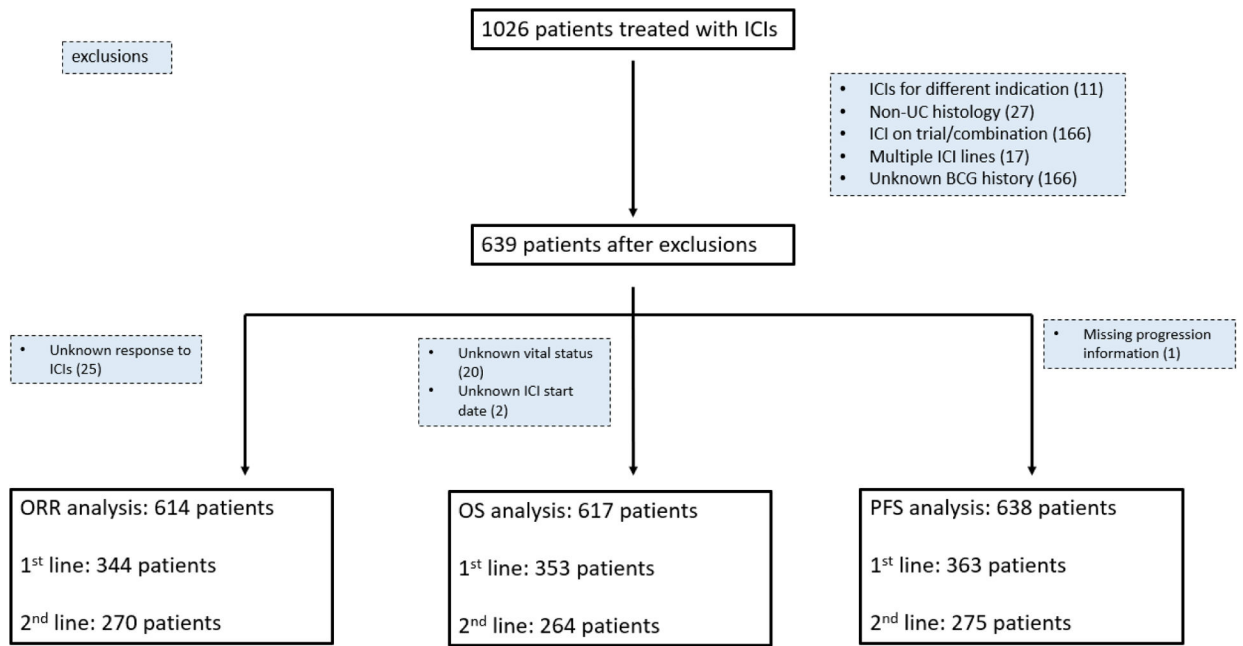 1026 patients treated with ICIs
exclusions
• ICIs for different indication (11)
• Non-UC histology (27)
• ICI on trial/combination (166)
• Multiple ICI lines (17)
• Unknown BCG history (166)
639 patients after exclusions
• Unknown response to
ICIs (25)
• Unknown vital status
(20)
• Unknown ICI start
date (2)
• Missing progression
information (1)
ORR analysis: 614 patients
1st line: 344 patients
2nd line: 270 patients
OS analysis: 617 patients
1st line: 353 patients
2nd line: 264 patients
PFS analysis: 638 patients
1st line: 363 patients
2nd line: 275 patients